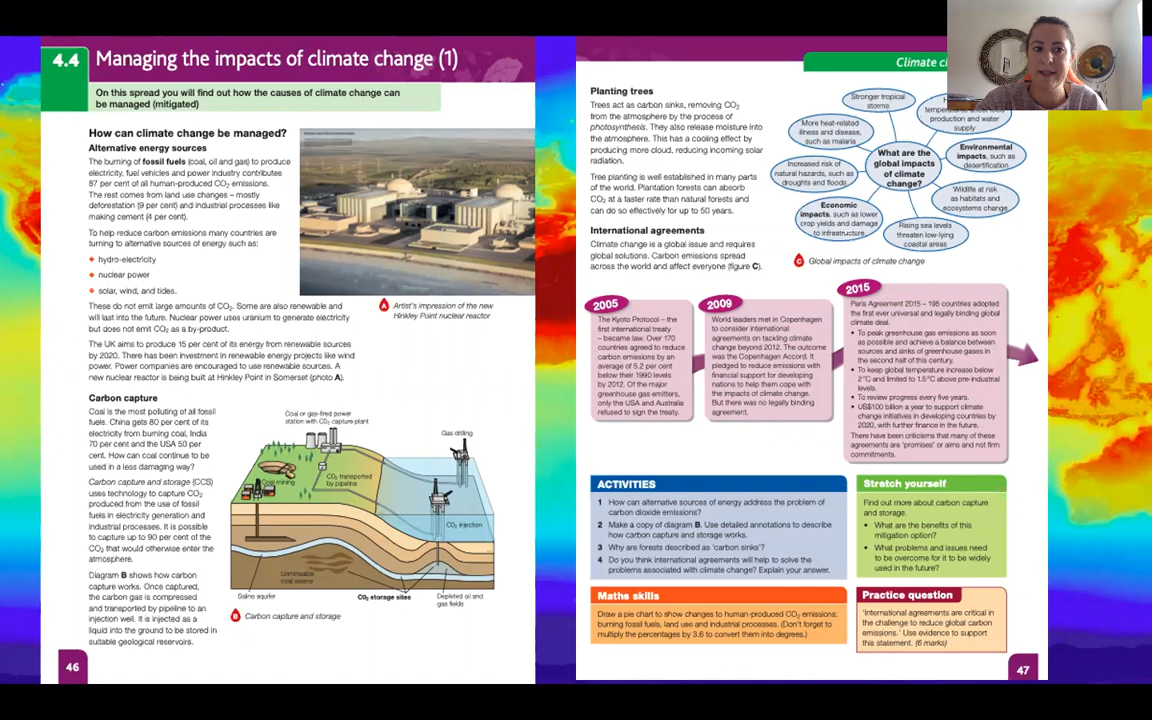 4.4
Managing the impacts of climate change (1)
On this spread you will find out how the causes of climate change can
be managed (mitigated)
How can climate change be managed?
Alternative energy sources
The burning of fossil fuels (coal, oil and gas) to produce
electricity, fuel vehicles and power industry contributes
87 per cent of all human-produced CO₂ emissions.
The rest comes from land use changes – mostly
deforestation (9 per cent) and industrial processes like
making cement (4 per cent).
To help reduce carbon emissions many countries are
turning to alternative sources of energy such as:
hydro-electricity
nuclear power
solar, wind, and tides.
These do not emit large amounts of CO₂. Some are also renewable and
will last into the future. Nuclear power uses uranium to generate electricity
but does not emit CO₂ as a by-product.
The UK aims to produce 15 per cent of its energy from renewable sources
by 2020. There has been investment in renewable energy projects like wind
power. Power companies are encouraged to use renewables. A
new nuclear reactor is being built at Hinkley Point in Somerset (photo A).
A Artist's impression of the new
Hinkley Point nuclear reactor
Carbon capture
Coal is the most polluting of all fossil
fuels. China gets 80 per cent of its
electricity from burning coal, India
70 per cent and the USA 50 per
cent. How can coal continue to be
used in a less damaging way?
Carbon capture and storage (CCS)
uses technology to capture CO₂
produced from the use of fossil
fuels in electricity generation and
industrial processes. It is possible
to capture up to 90 per cent of the
CO₂ that would otherwise enter the
atmosphere.
Diagram B shows how carbon
capture works. Once captured,
the carbon gas is compressed
and transported by pipeline to an
injection well. It is injected as a
liquid into the ground to be stored in
suitable geological reservoirs.
Coal or gas-fired power
station with CO₂ capture plant
Gas drilling
Coal mining
CO₂ transported
by pipeline
CO₂ injection
Unmineable
coal seams
Saline aquifer
CO₂ storage sites
Depleted oil and
gas fields
B Carbon capture and storage
46
Climate ch
Planting trees
Trees act as carbon sinks, removing CO₂
from the atmosphere by the process of
photosynthesis. They also release moisture into
the atmosphere. This has a cooling effect by
producing more cloud, reducing incoming solar
radiation.
Tree planting is well established in many parts
of the world. Plantation forests can absorb
CO₂ at a faster rate than natural forests and
can do so effectively for up to 50 years.
International agreements
Climate change is a global issue and requires
global solutions. Carbon emissions spread
across the world and affect everyone (figure C).
Stronger tropical
storms
production and water
supply
More heat-related
illness and disease,
such as malaria
What are the
global impacts
of climate
change?
Environmental
impacts, such as
desertification
Increased risk of
natural hazards, such as
droughts and floods
Wildlife at risk
as habitats and
ecosystems change
Economic
impacts, such as lower
crop yields and damage
to infrastructure
Rising sea levels
threaten low-lying
coastal areas
C Global impacts of climate change
2005
The Kyoto Protocol – the
first international treaty
– became law. Over 170
countries agreed to reduce
carbon emissions by an
average of 5.2 per cent
below their 1990 levels
by 2012. Of the major
greenhouse gas emitters,
only the USA and Australia
refused to sign the treaty.
2009
World leaders met in Copenhagen
to consider international
agreements on tackling climate
change beyond 2012. The outcome
was the Copenhagen Accord. It
pledged to reduce emissions with
financial support for developing
nations to help them cope with
the impacts of climate change.
But there was no legally binding
agreement.
2015
Paris Agreement 2015 – 195 countries adopted
the first ever universal and legally binding global
climate deal.
• To peak greenhouse gas emissions as soon
as possible and achieve a balance between
sources and sinks of greenhouse gases in
the second half of this century.
• To keep global temperature increase below
2°C and limited to 1.5°C above pre-industrial
levels.
• To review progress every five years.
• US$100 billion a year to support climate
change initiatives in developing countries by
2020, with further finance in the future.
There have been criticisms that many of these
agreements are 'promises' or aims and not firm
commitments.
ACTIVITIES
1 How can alternative sources of energy address the problem of
carbon dioxide emissions?
2 Make a copy of diagram B. Use detailed annotations to describe
how carbon capture and storage works.
3 Why are forests described as 'carbon sinks'?
4 Do you think international agreements will help to solve the
problems associated with climate change? Explain your answer.
Stretch yourself
Find out more about carbon capture
and storage.
• What are the benefits of this
mitigation option?
• What problems and issues need
to be overcome for it to be widely
used in the future?
Maths skills
Draw a pie chart to show changes to human-produced CO₂ emissions:
burning fossil fuels, land use and industrial processes. (Don't forget to
multiply the percentages by 3.6 to convert them into degrees.)
Practice question
'International agreements are critical in
the challenge to reduce global carbon
emissions.' Use evidence to support
this statement. (6 marks)
47